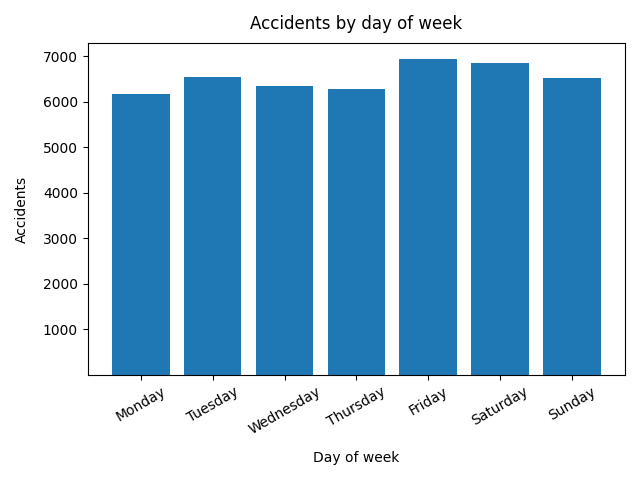 Accidents by day of week
Accidents
7000
6000
5000
4000
3000
2000
1000
Monday
Tuesday
Wednesday
Thursday
Friday
Saturday
Sunday
Day of week